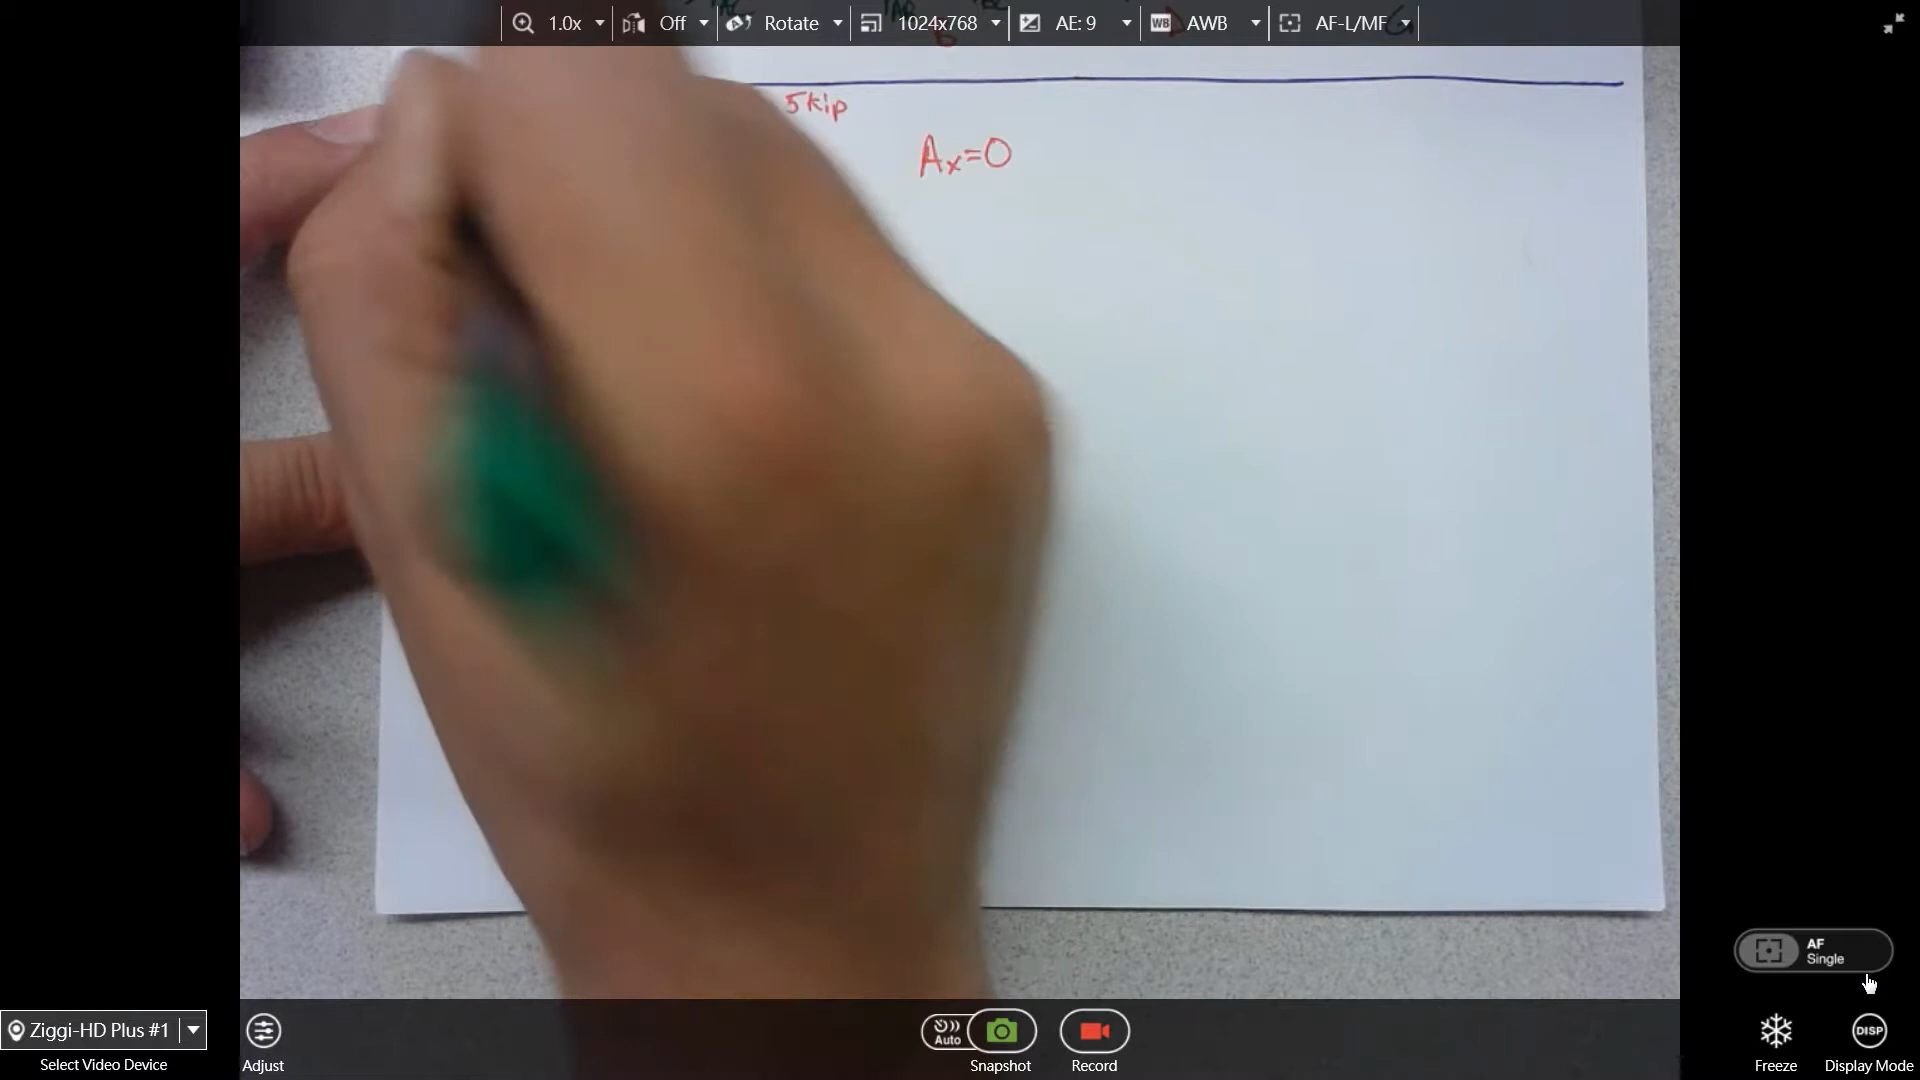 1.0x Off Rotate 1024x768 AE: 9 WB AWB AF-L/MF
5kip
Ax=0
AF
Single
Ziggi-HD Plus #1
Select Video Device
Adjust
Auto
Snapshot
Record
Freeze
DISP
Display Mode